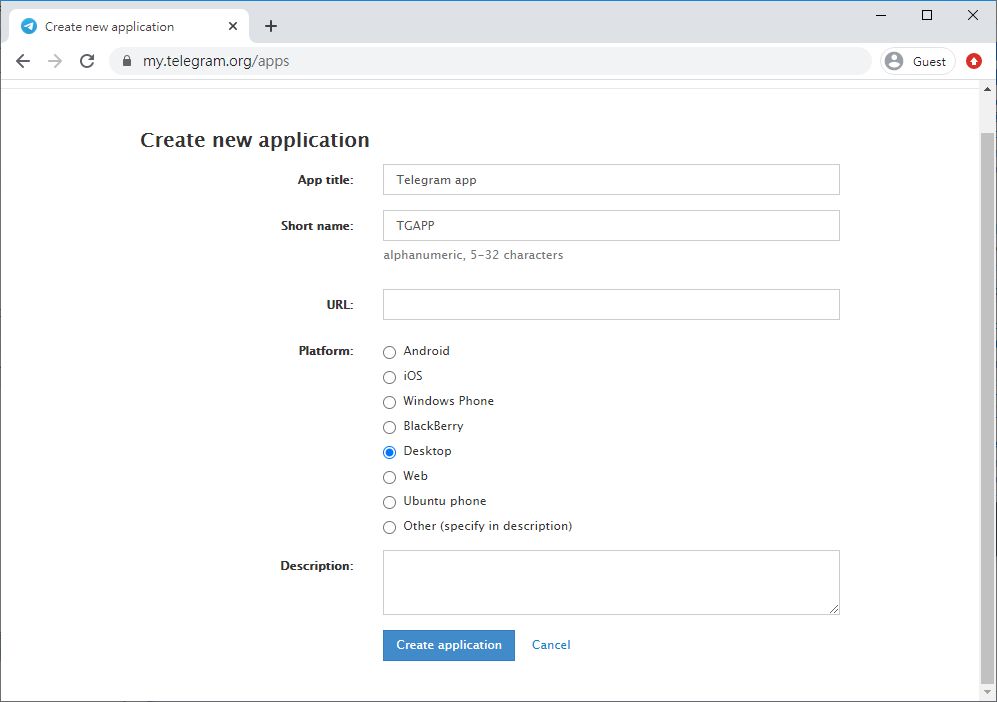 Create new application
my.telegram.org/apps
Guest
Create new application
App title:
Telegram app
Short name:
TGAPP
alphanumeric, 5-32 characters
URL:
Platform:
Android
iOS
Windows Phone
BlackBerry
Desktop
Web
Ubuntu phone
Other (specify in description)
Description:
Create application
Cancel